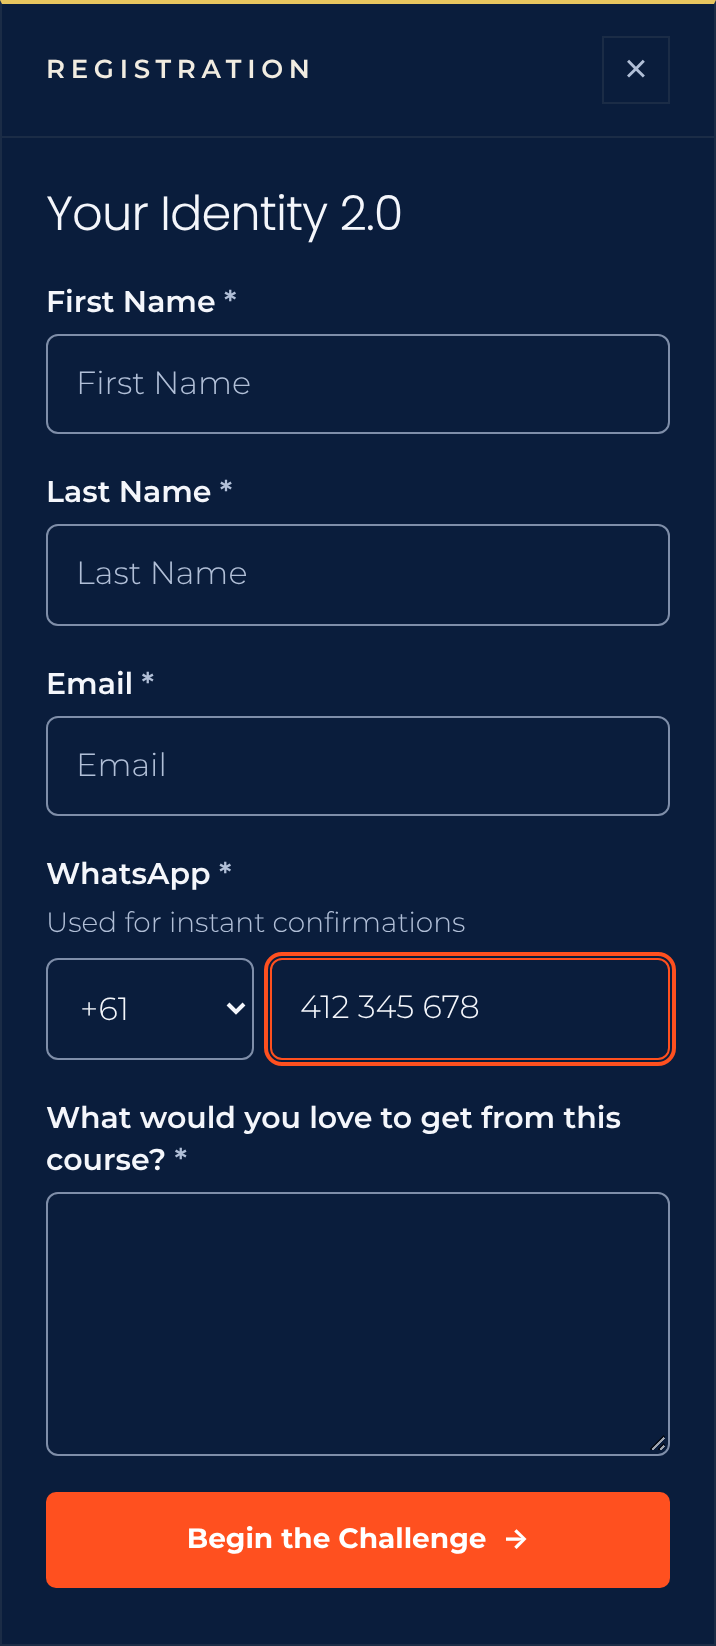 REGISTRATION
Your Identity 2.0
First Name *
First Name
Last Name *
Last Name
Email *
Email
WhatsApp *
Used for instant confirmations
+61
412 345 678
What would you love to get from this
course? *
Begin the Challenge →